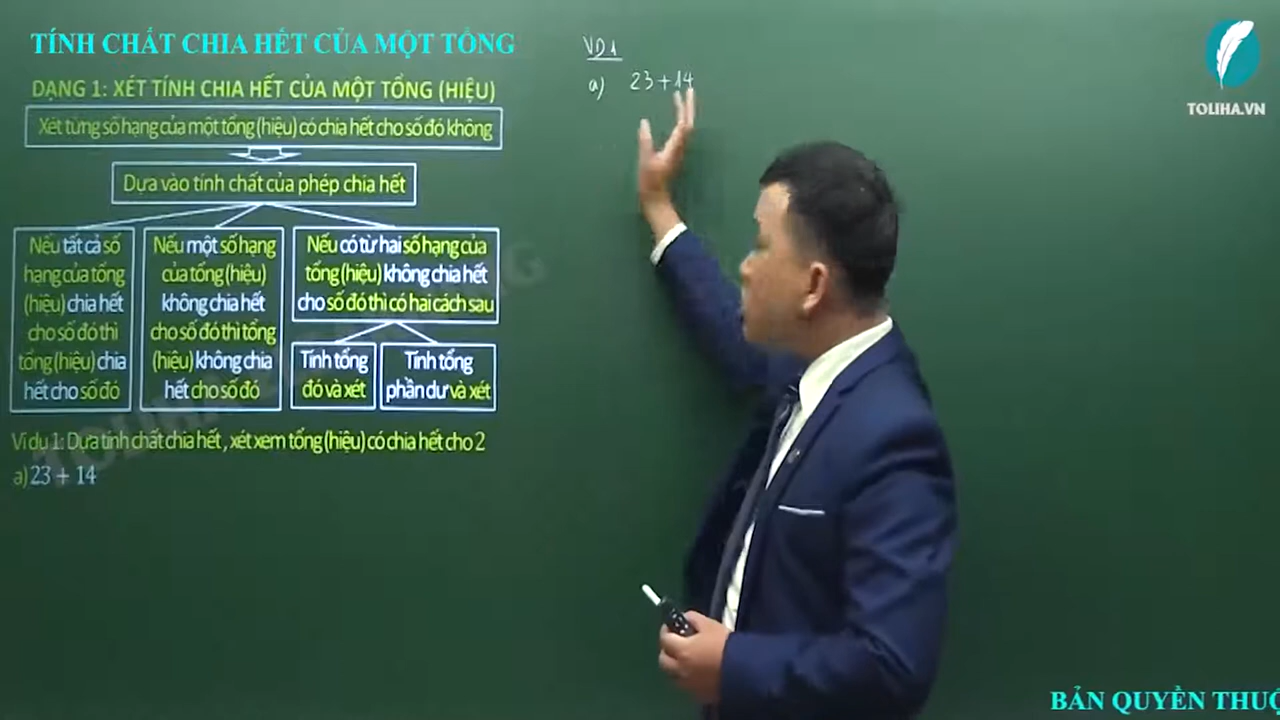 TÍNH CHẤT CHIA HẾT CỦA MỘT TỔNG
DẠNG 1: XÉT TÍNH CHIA HẾT CỦA MỘT TỔNG (HIỆU)
Xét từng số hạng của một tổng (hiệu) có chia hết cho số đó không
Dựa vào tính chất của phép chia hết
Nếu tất cả số
hạng của tổng
(hiệu) chia hết
cho số đó thì
tổng (hiệu) chia
hết cho số đó
Nếu một số hạng
của tổng (hiệu)
không chia hết
cho số đó thì tổng
(hiệu) không chia
hết cho số đó
Nếu có từ hai số hạng của
tổng (hiệu) không chia hết
cho số đó thì có hai cách sau
Tính tổng
đó và xét
Tính tổng
phần dư và xét
Ví dụ 1: Dựa tính chất chia hết, xét xem tổng (hiệu) có chia hết cho 2
a) 23 + 14
VD1
a) 23+14
TOLIHA.VN
BẢN QUYỀN THUỘ